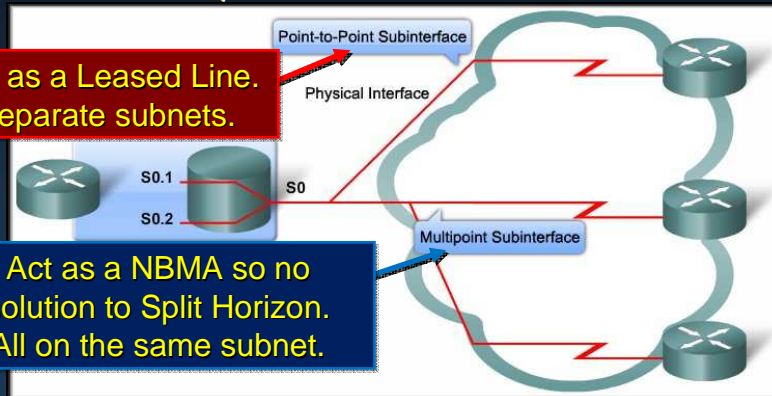 Point-to-Point Subinterface
as a Leased Line.
eparate subnets.
Physical Interface
S0.1
S0
S0.2
Multipoint Subinterface
Act as a NBMA so no
olution to Split Horizon.
All on the same subnet.